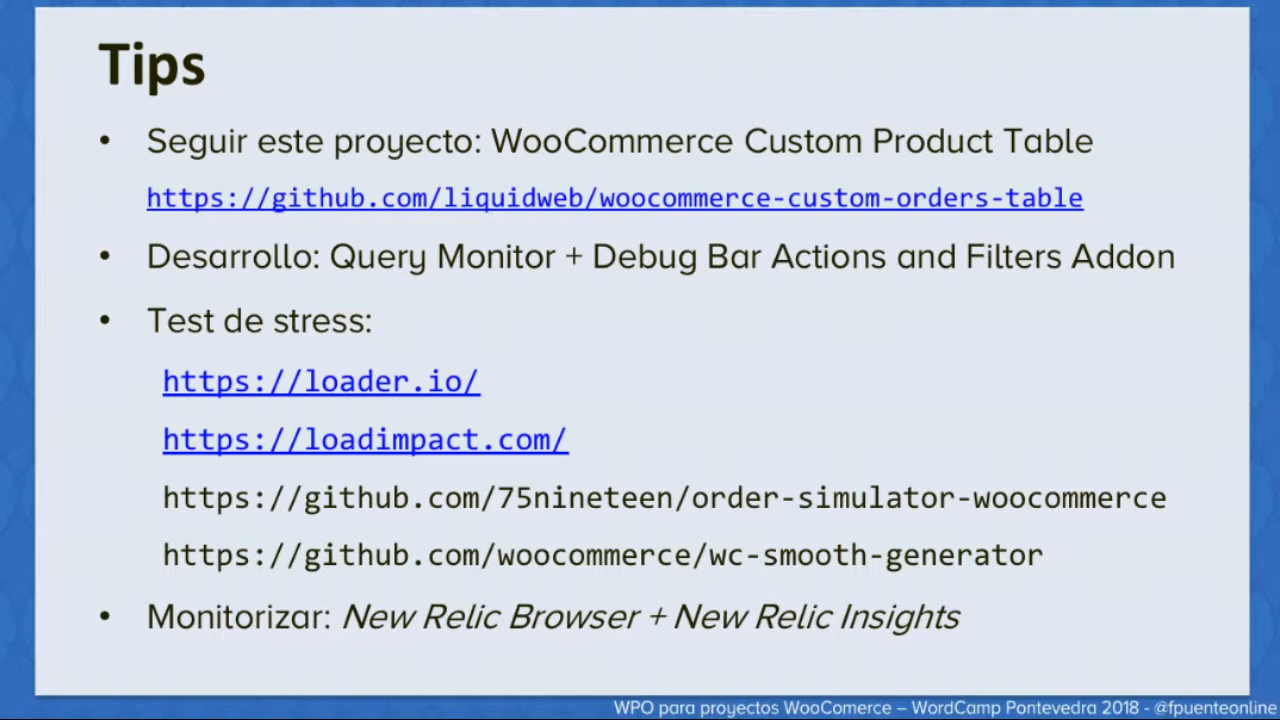 Tips
• Seguir este proyecto: WooCommerce Custom Product Table
https://github.com/liquidweb/woocommerce-custom-orders-table
• Desarrollo: Query Monitor + Debug Bar Actions and Filters Addon
• Test de stress:
https://loader.io/
https://loadimpact.com/
https://github.com/75nineteen/order-simulator-woocommerce
https://github.com/woocommerce/wc-smooth-generator
• Monitorizar: New Relic Browser + New Relic Insights
WPO para proyectos WooComerce – WordCamp Pontevedra 2018 - @fpuenteonline